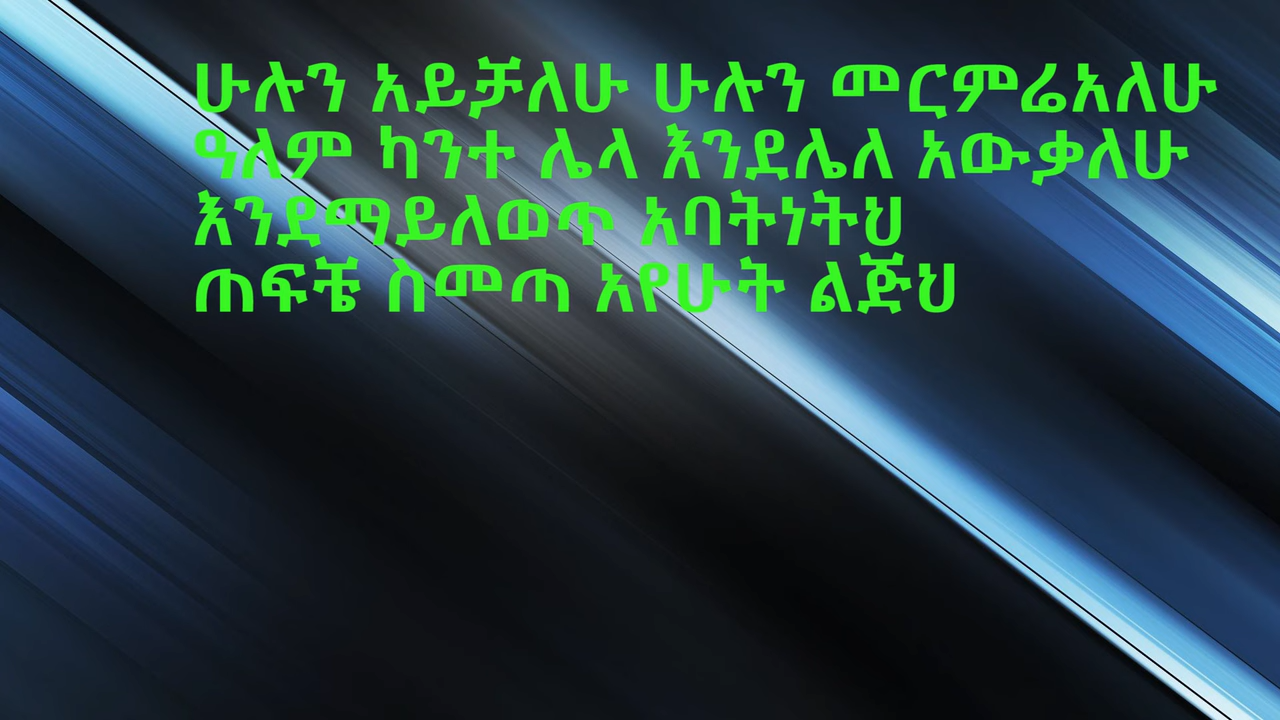 ሁሉን አይቻለሁ ሁሉን መርምሬአለሁ
ዓለም ካንተ ሌላ እንደሌለ አውቃለሁ
እንደማይለወጥ አባትነትህ
ጠፍቼ ስመጣ አየሁት ልጅህ